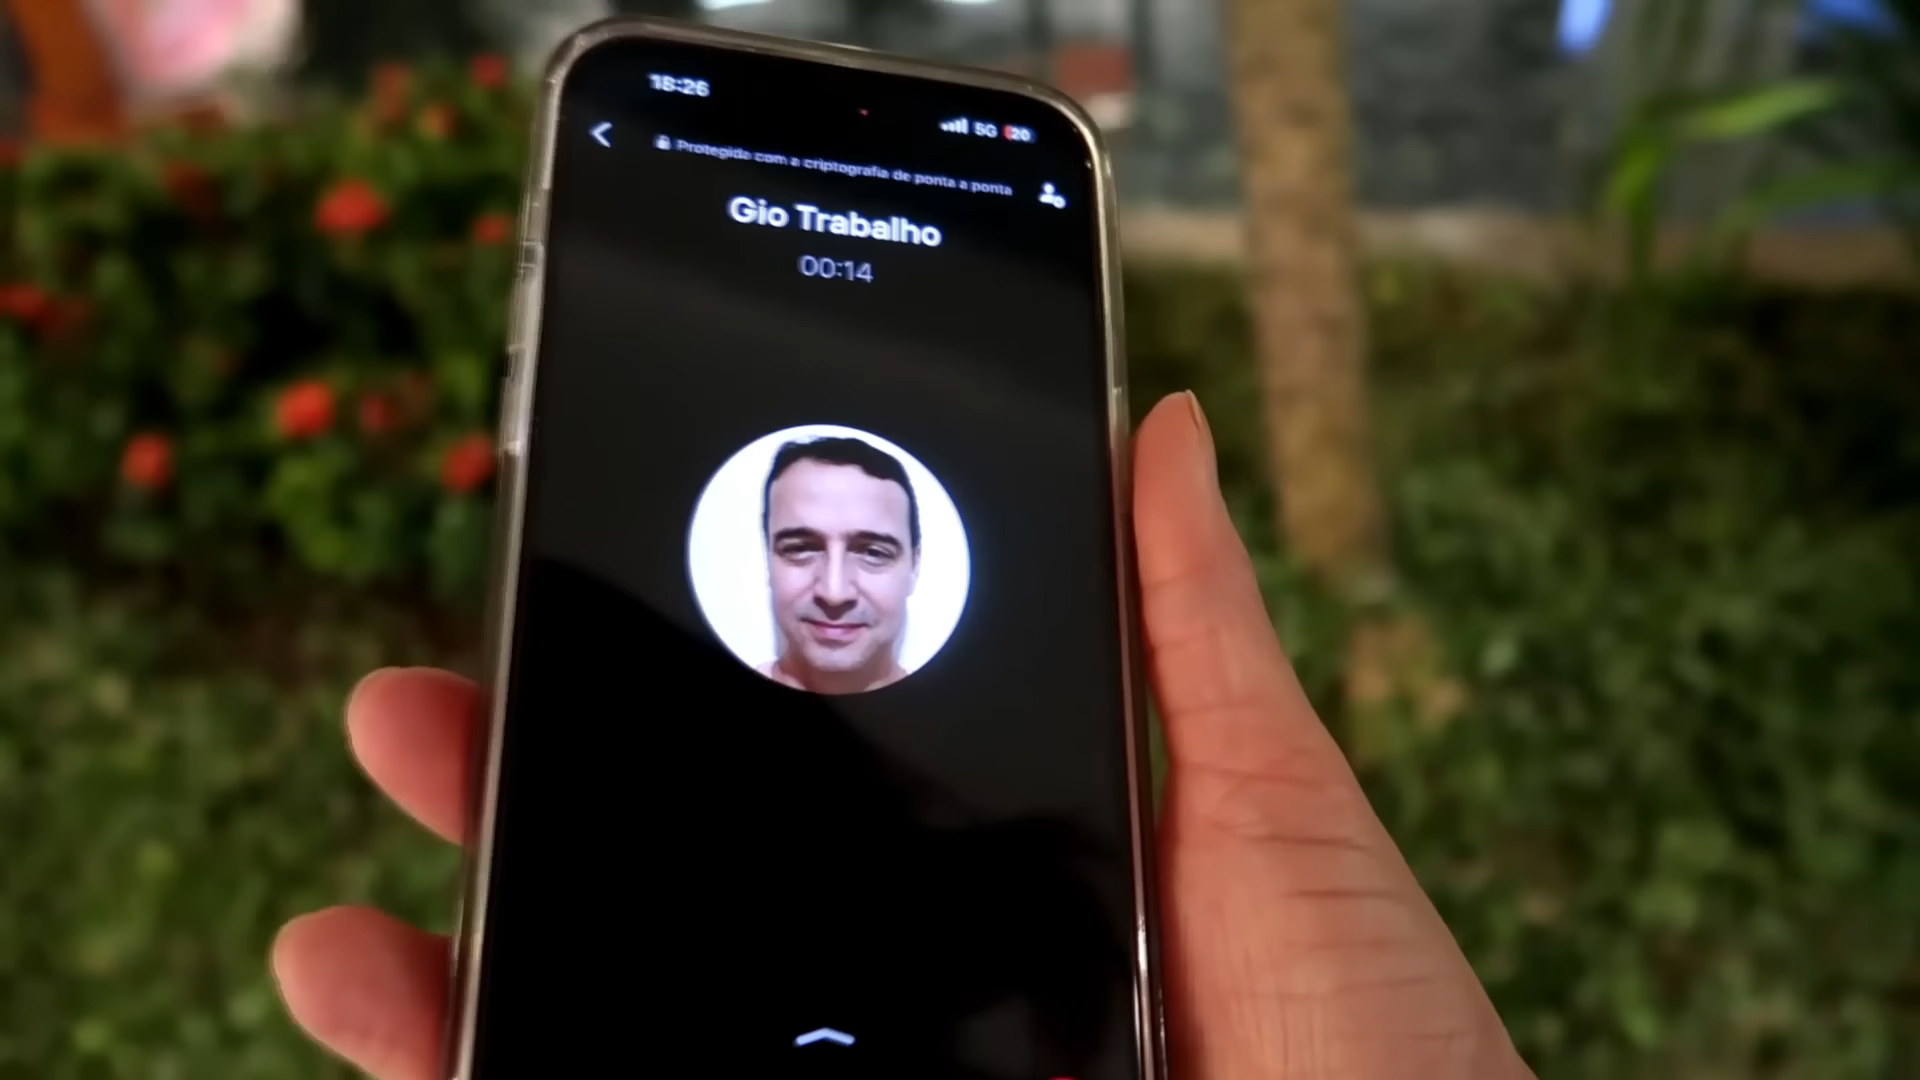 18:26
5G 20
Protegida com a criptografia de ponta a ponta
Gio Trabalho
00:14